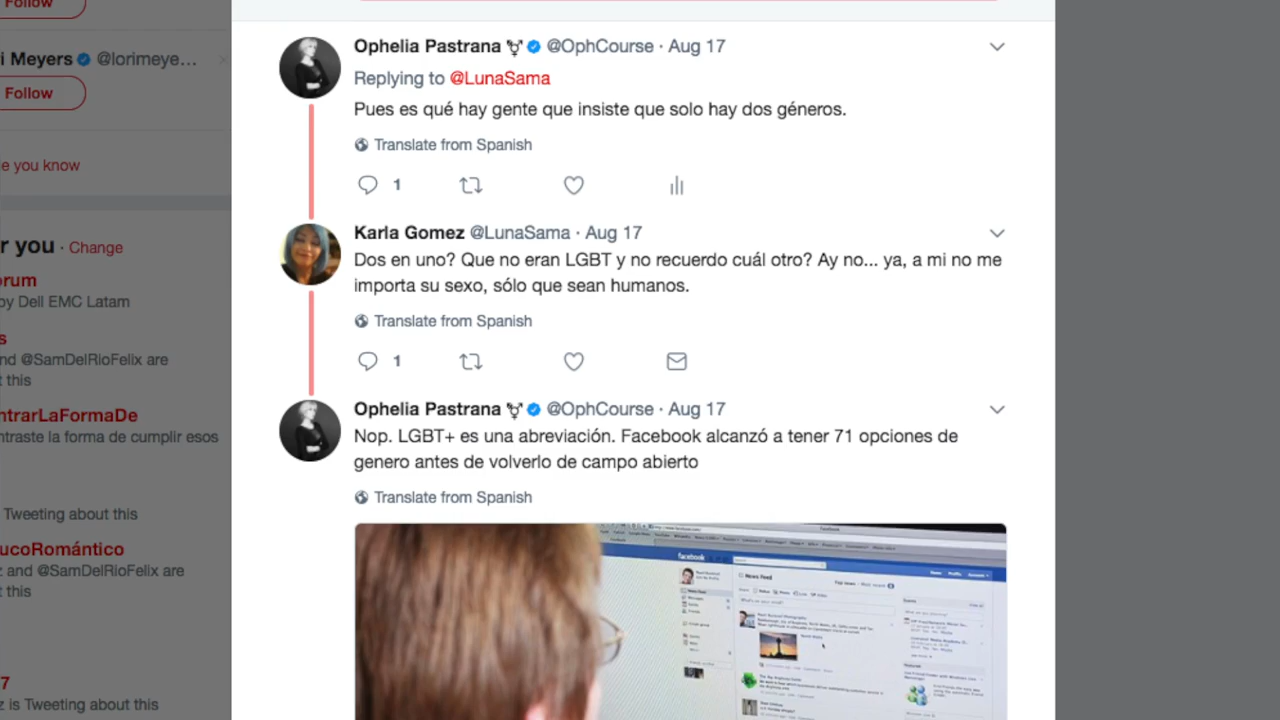 Follow
i Meyers @lorimeye...
Follow
e you know
r you · Change
orum
by Dell EMC Latam
s
nd @SamDelRioFelix are
t this
ntrarLaFormaDe
ntraste la forma de cumplir esos
Tweeting about this
ucoRomántico
z and @SamDelRioFelix are
t this
7
z is Tweeting about this
Ophelia Pastrana ⚧ @OphCourse · Aug 17
Replying to @LunaSama
Pues es qué hay gente que insiste que solo hay dos géneros.
Translate from Spanish
1
Karla Gomez @LunaSama · Aug 17
Dos en uno? Que no eran LGBT y no recuerdo cuál otro? Ay no... ya, a mi no me
importa su sexo, sólo que sean humanos.
Translate from Spanish
1
Ophelia Pastrana ⚧ @OphCourse · Aug 17
Nop. LGBT+ es una abreviación. Facebook alcanzó a tener 71 opciones de
genero antes de volverlo de campo abierto
Translate from Spanish
facebook
News Feed